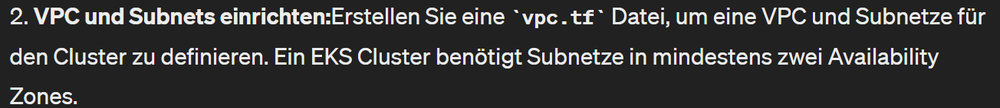 2. VPC und Subnets einrichten:Erstellen Sie eine `vpc.tf` Datei, um eine VPC und Subnetze für
den Cluster zu definieren. Ein EKS Cluster benötigt Subnetze in mindestens zwei Availability
Zones.